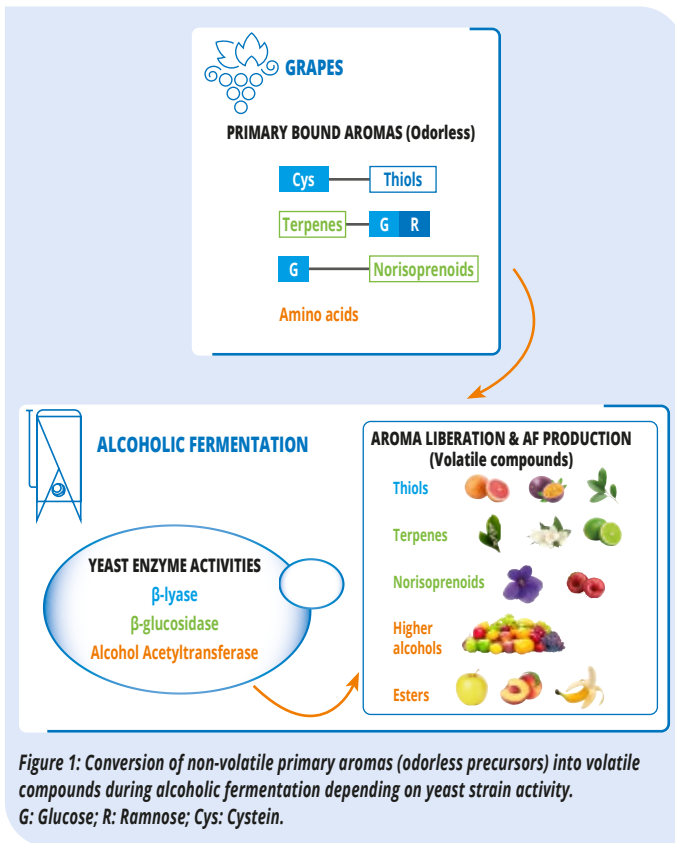 GRAPES
PRIMARY BOUND AROMAS (Odorless)
Cys Thiols
Terpenes G R
G Norisoprenoids
Amino acids
ALCOHOLIC FERMENTATION
YEAST ENZYME ACTIVITIES
β-lyase
β-glucosidase
Alcohol Acetyltransferase
AROMA LIBERATION & AF PRODUCTION
(Volatile compounds)
Thiols
Terpenes
Norisoprenoids
Higher
alcohols
Esters
Figure 1: Conversion of non-volatile primary aromas (odorless precursors) into volatile
compounds during alcoholic fermentation depending on yeast strain activity.
G: Glucose; R: Ramnose; Cys: Cystein.